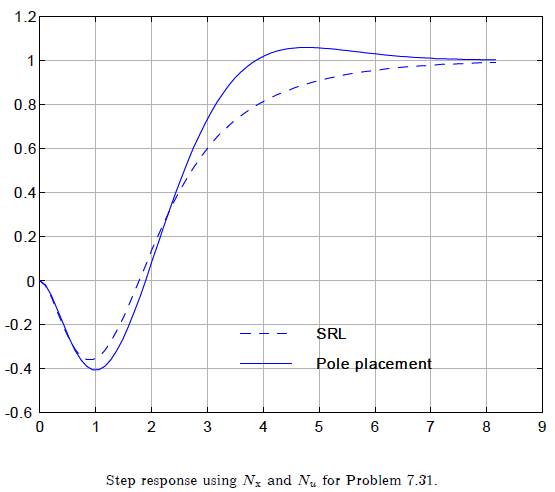 1.2
1
0.8
0.6
0.4
0.2
0
-0.2
-0.4
-0.6
SRL
Pole placement
0 1 2 3 4 5 6 7 8 9
Step response using Nx and Nu for Problem 7.31.